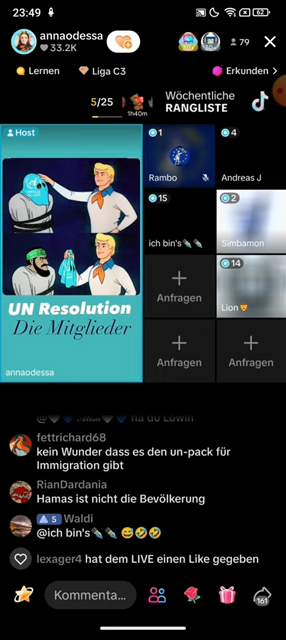 23:49
62
annaodessa
33.2K
79
Lernen
Liga C3
Erkunden >
5/25
1h40m
Wöchentliche
RANGLISTE
Host
1
Rambo
4
Andreas J
15
ich bin's
2
Simbamon
Anfragen
14
Lion
Anfragen
Anfragen
UN Resolution
Die Mitglieder
annaodessa
fettrichard68
kein Wunder dass es den un-pack für
Immigration gibt
RianDardania
Hamas ist nicht die Bevölkerung
5 Waldi
@ich bin's
lexager4 hat dem LIVE einen Like gegeben
Kommenta...
161